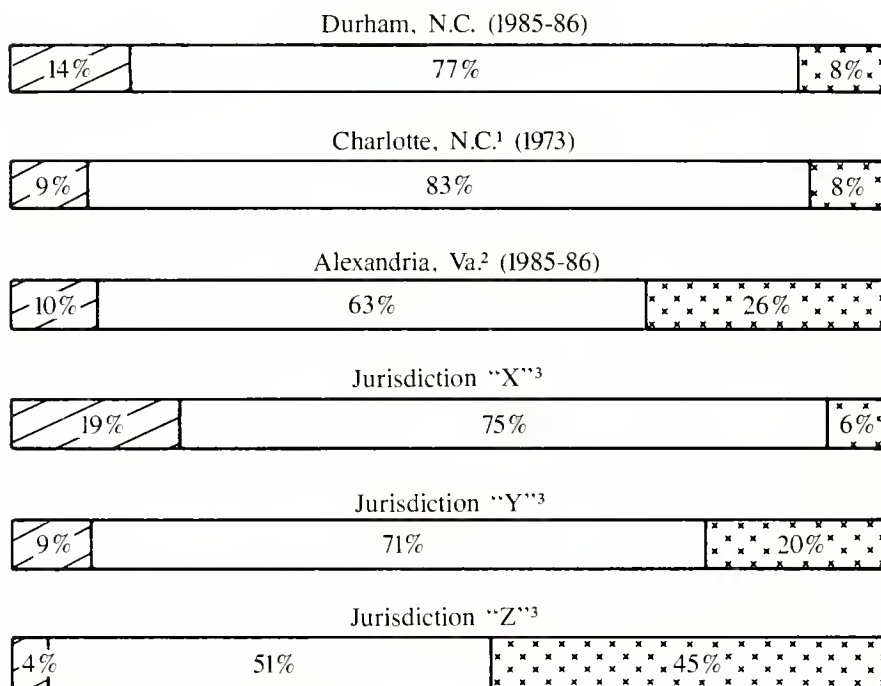 Durham, N.C. (1985-86)
14% 77% 8%
Charlotte, N.C.¹ (1973)
9% 83% 8%
Alexandria, Va.² (1985-86)
10% 63% 26%
Jurisdiction “X”³
19% 75% 6%
Jurisdiction “Y”³
9% 71% 20%
Jurisdiction “Z”³
4% 51% 45%